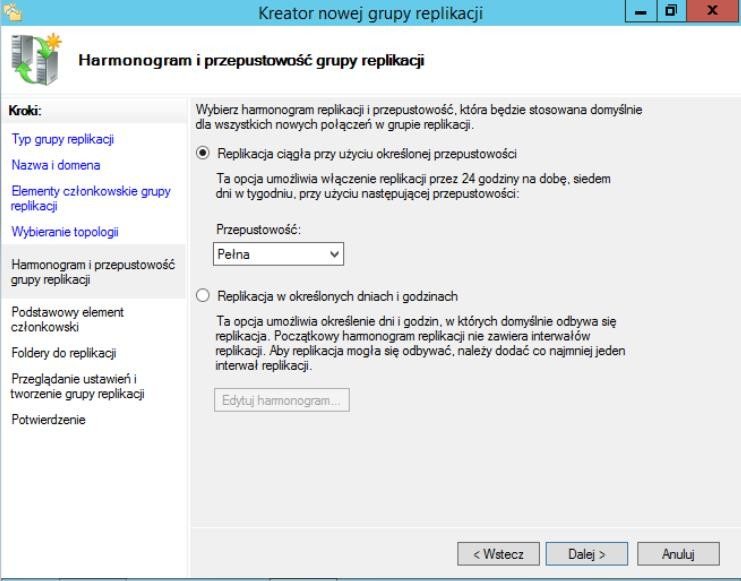 Kreator nowej grupy replikacji
Harmonogram i przepustowość grupy replikacji
Kroki:
Typ grupy replikacji
Nazwa i domena
Elementy członkowskie grupy
replikacji
Wybieranie topologii
Harmonogram i przepustowość
grupy replikacji
Podstawowy element
członkowski
Foldery do replikacji
Przeglądanie ustawień i
tworzenie grupy replikacji
Potwierdzenie
Wybierz harmonogram replikacji i przepustowość, która będzie stosowana domyślnie
dla wszystkich nowych połączeń w grupie replikacji.
Replikacja ciągła przy użyciu określonej przepustowości
Ta opcja umożliwia włączenie replikacji przez 24 godziny na dobę, siedem
dni w tygodniu, przy użyciu następującej przepustowości:
Przepustowość:
Pełna
Replikacja w określonych dniach i godzinach
Ta opcja umożliwia określenie dni i godzin, w których domyślnie odbywa się
replikacja. Początkowy harmonogram replikacji nie zawiera interwałów
replikacji. Aby replikacja mogła się odbywać, należy dodać co najmniej jeden
interwał replikacji.
Edytuj harmonogram...
< Wstecz
Dalej >
Anuluj